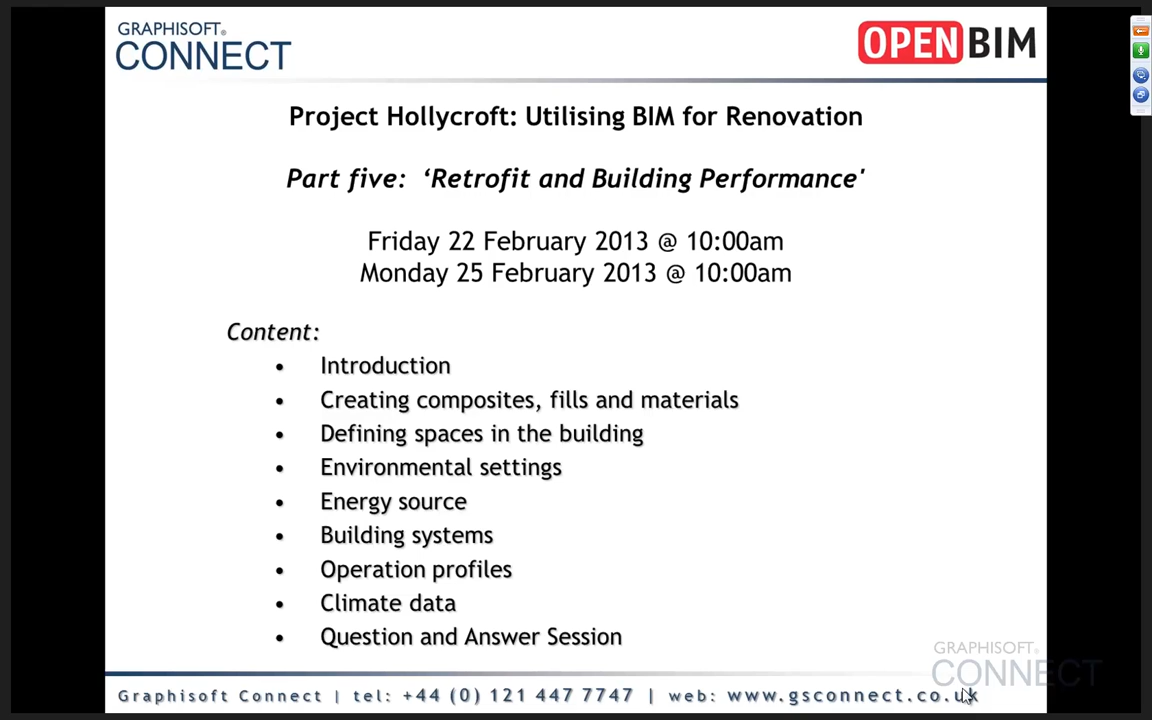 GRAPHISOFT®
CONNECT
OPEN BIM
Project Hollycroft: Utilising BIM for Renovation
Part five: ‘Retrofit and Building Performance'
Friday 22 February 2013 @ 10:00am
Monday 25 February 2013 @ 10:00am
Content:
• Introduction
• Creating composites, fills and materials
• Defining spaces in the building
• Environmental settings
• Energy source
• Building systems
• Operation profiles
• Climate data
• Question and Answer Session
GRAPHISOFT®
CONNECT
Graphisoft Connect | tel: +44 (0) 121 447 7747 | web: www.gsconnect.co.uk